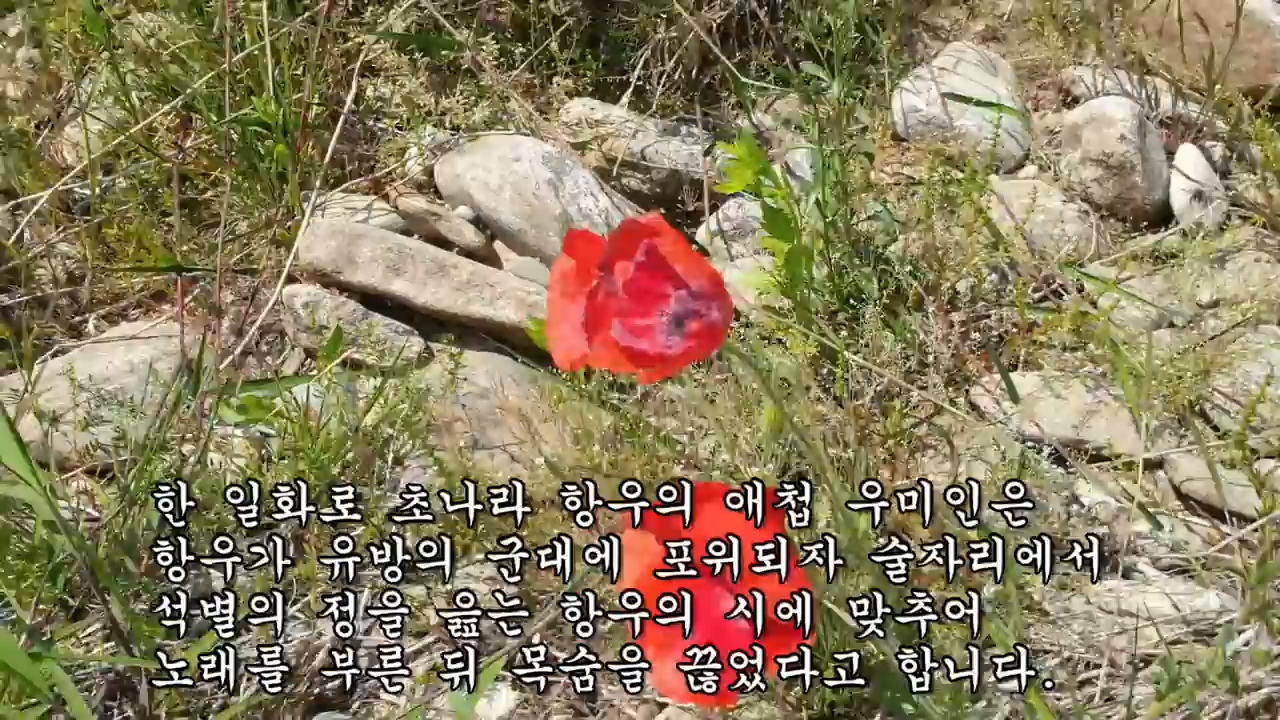 한 일화로 초나라 항우의 애첩 우미인은
항우가 유방의 군대에 포위되자 술자리에서
석별의 정을 읊는 항우의 시에 맞추어
노래를 부른 뒤 목숨을 끊었다고 합니다.